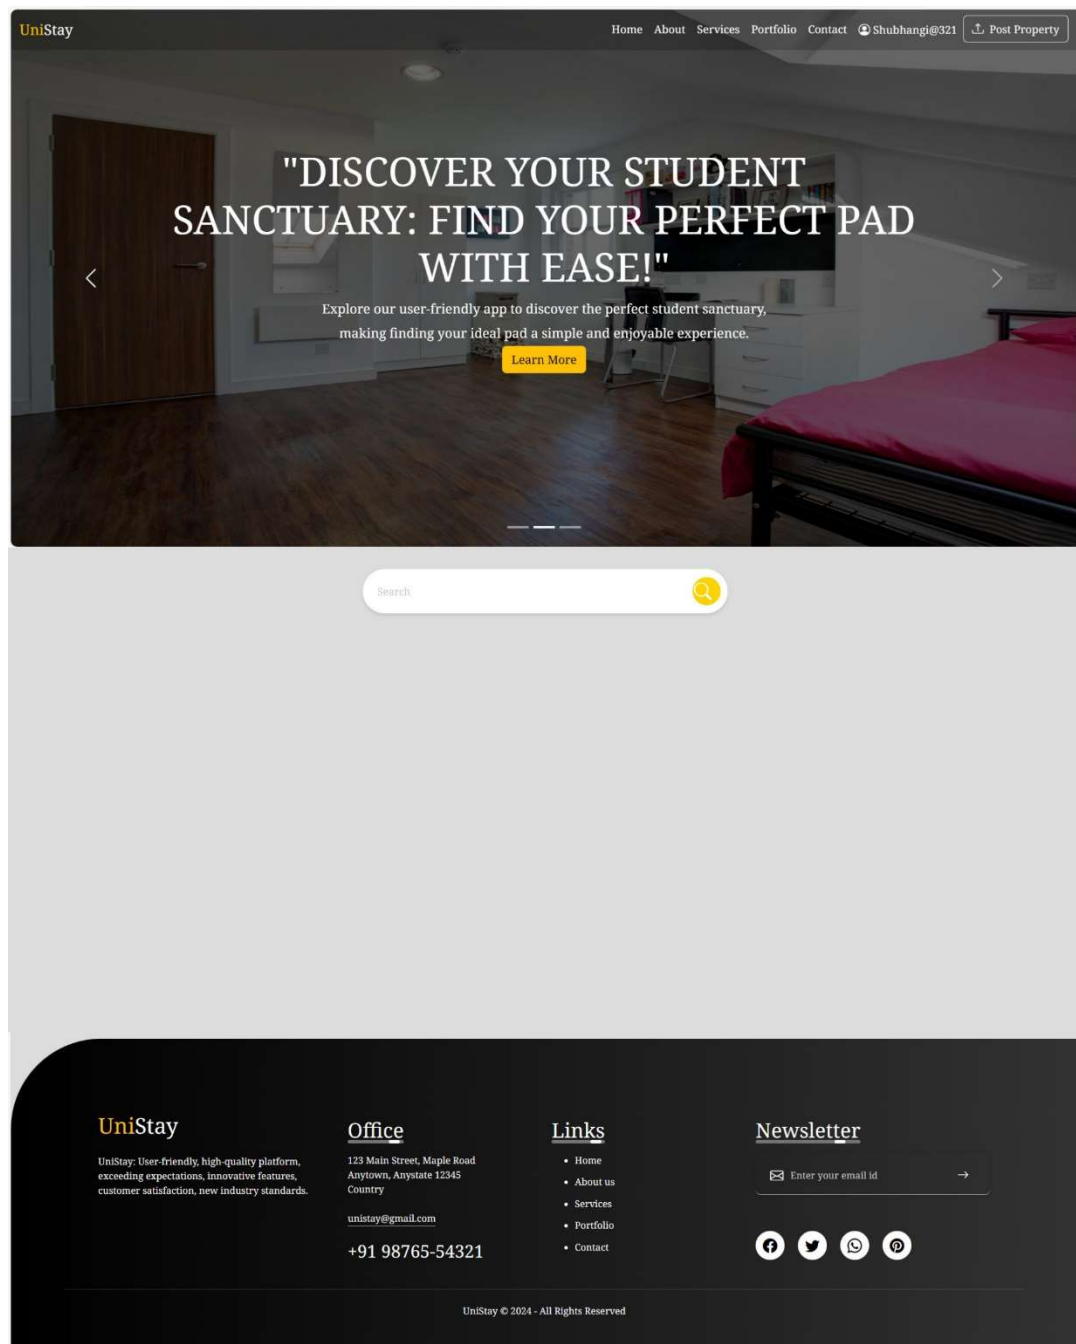 UniStay
Home About Services Portfolio Contact Shubhangi@321 Post Property
"DISCOVER YOUR STUDENT
SANCTUARY: FIND YOUR PERFECT PAD
WITH EASE!"
Explore our user-friendly app to discover the perfect student sanctuary,
making finding your ideal pad a simple and enjoyable experience.
Learn More
Search
UniStay
UniStay: User-friendly, high-quality platform,
exceeding expectations, innovative features,
customer satisfaction, new industry standards.
Office
123 Main Street, Maple Road
Anytown, Anystate 12345
Country
unistay@gmail.com
+91 98765-54321
Links
Home
About us
Services
Portfolio
Contact
Newsletter
Enter your email id
UniStay © 2024 - All Rights Reserved